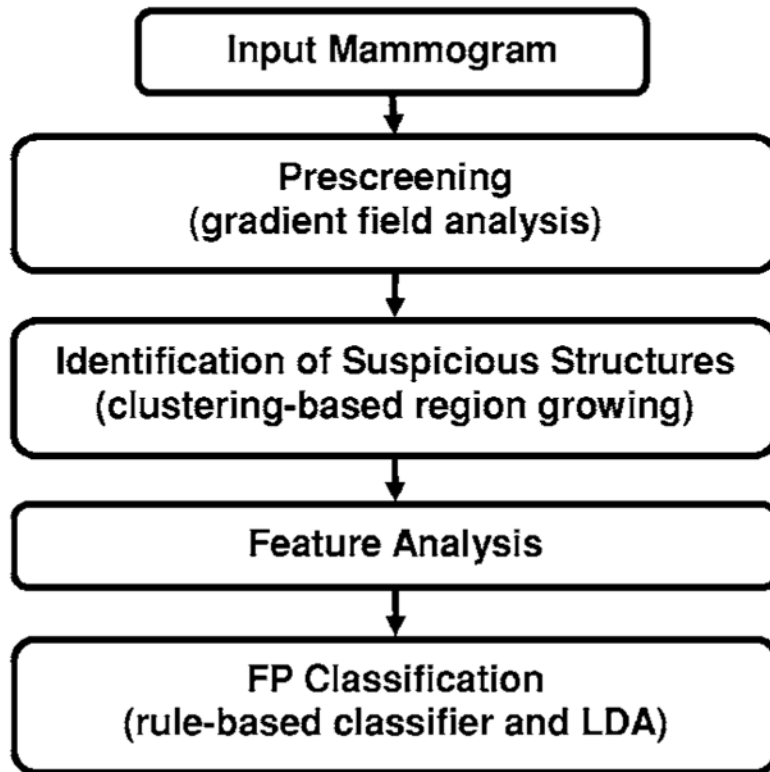 Input Mammogram
Prescreening
(gradient field analysis)
Identification of Suspicious Structures
(clustering-based region growing)
Feature Analysis
FP Classification
(rule-based classifier and LDA)